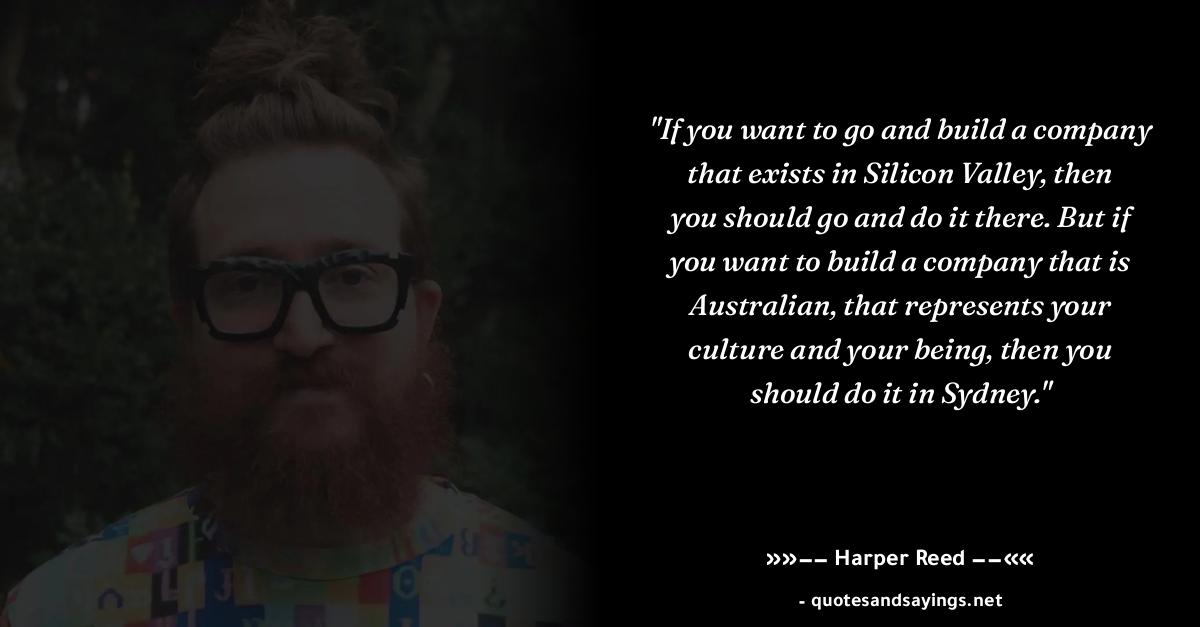 "If you want to go and build a company
that exists in Silicon Valley, then
you should go and do it there. But if
you want to build a company that is
Australian, that represents your
culture and your being, then you
should do it in Sydney."
»»−− Harper Reed −−««
- quotesandsayings.net